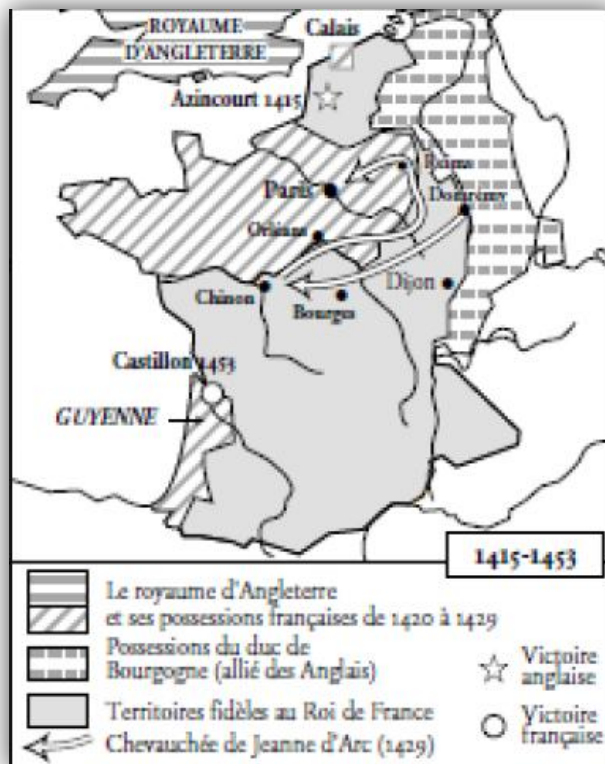 ROYAUME
D'ANGLETERRE
Calais
Azincourt 1415
Reims
Paris
Domrémy
Orléans
Chinon
Bourges
Dijon
Castillon 1453
GUYENNE
1415-1453
Le royaume d'Angleterre
et ses possessions françaises de 1420 à 1429
Possessions du duc de
Bourgogne (allié des Anglais)
Territoires fidèles au Roi de France
Chevauchée de Jeanne d'Arc (1429)
Victoire
anglaise
Victoire
française